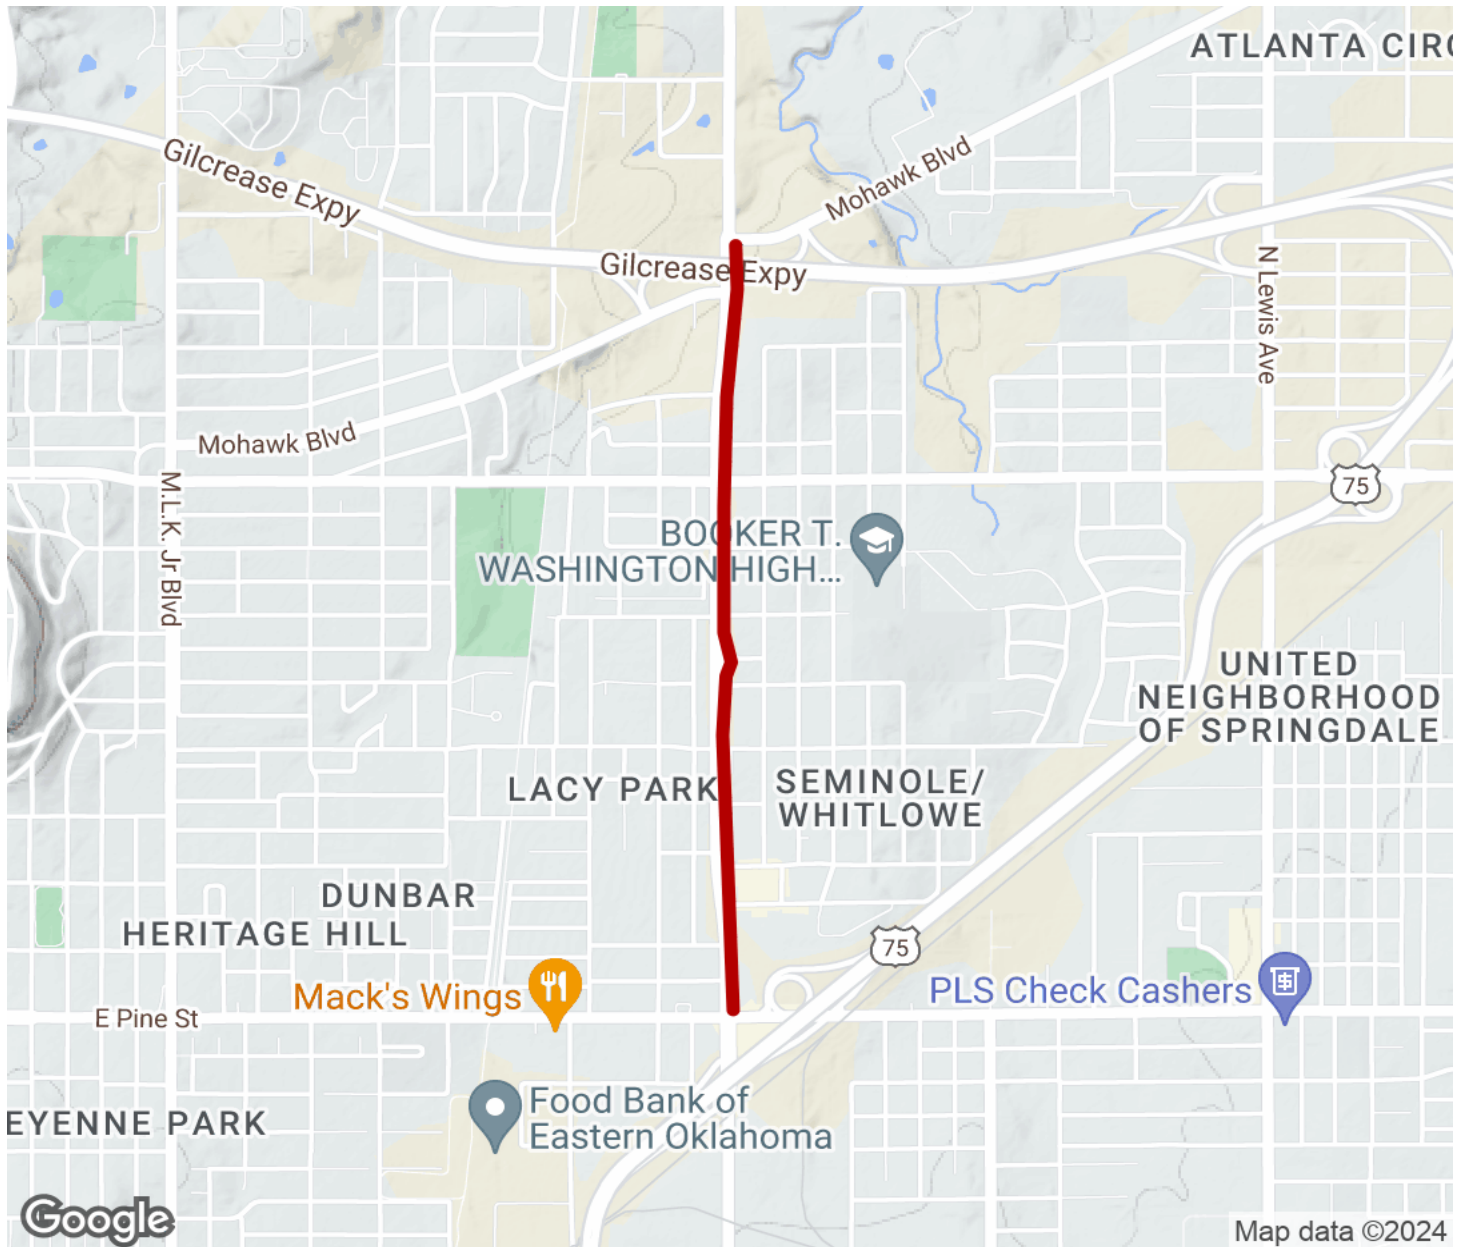 ATLANTA CIRC
Gilcrease Expy
Mohawk Blvd
Gilcrease Expy
N Lewis Ave
Mohawk Blvd
M.L.K. Jr Blvd
75
BOOKER T.
WASHINGTON HIGH...
UNITED
NEIGHBORHOOD
OF SPRINGDALE
LACY PARK
SEMINOLE/
WHITLOWE
DUNBAR
HERITAGE HILL
75
Mack's Wings
PLS Check Cashers
E Pine St
Food Bank of
Eastern Oklahoma
EYENNE PARK
Google
Map data ©2024